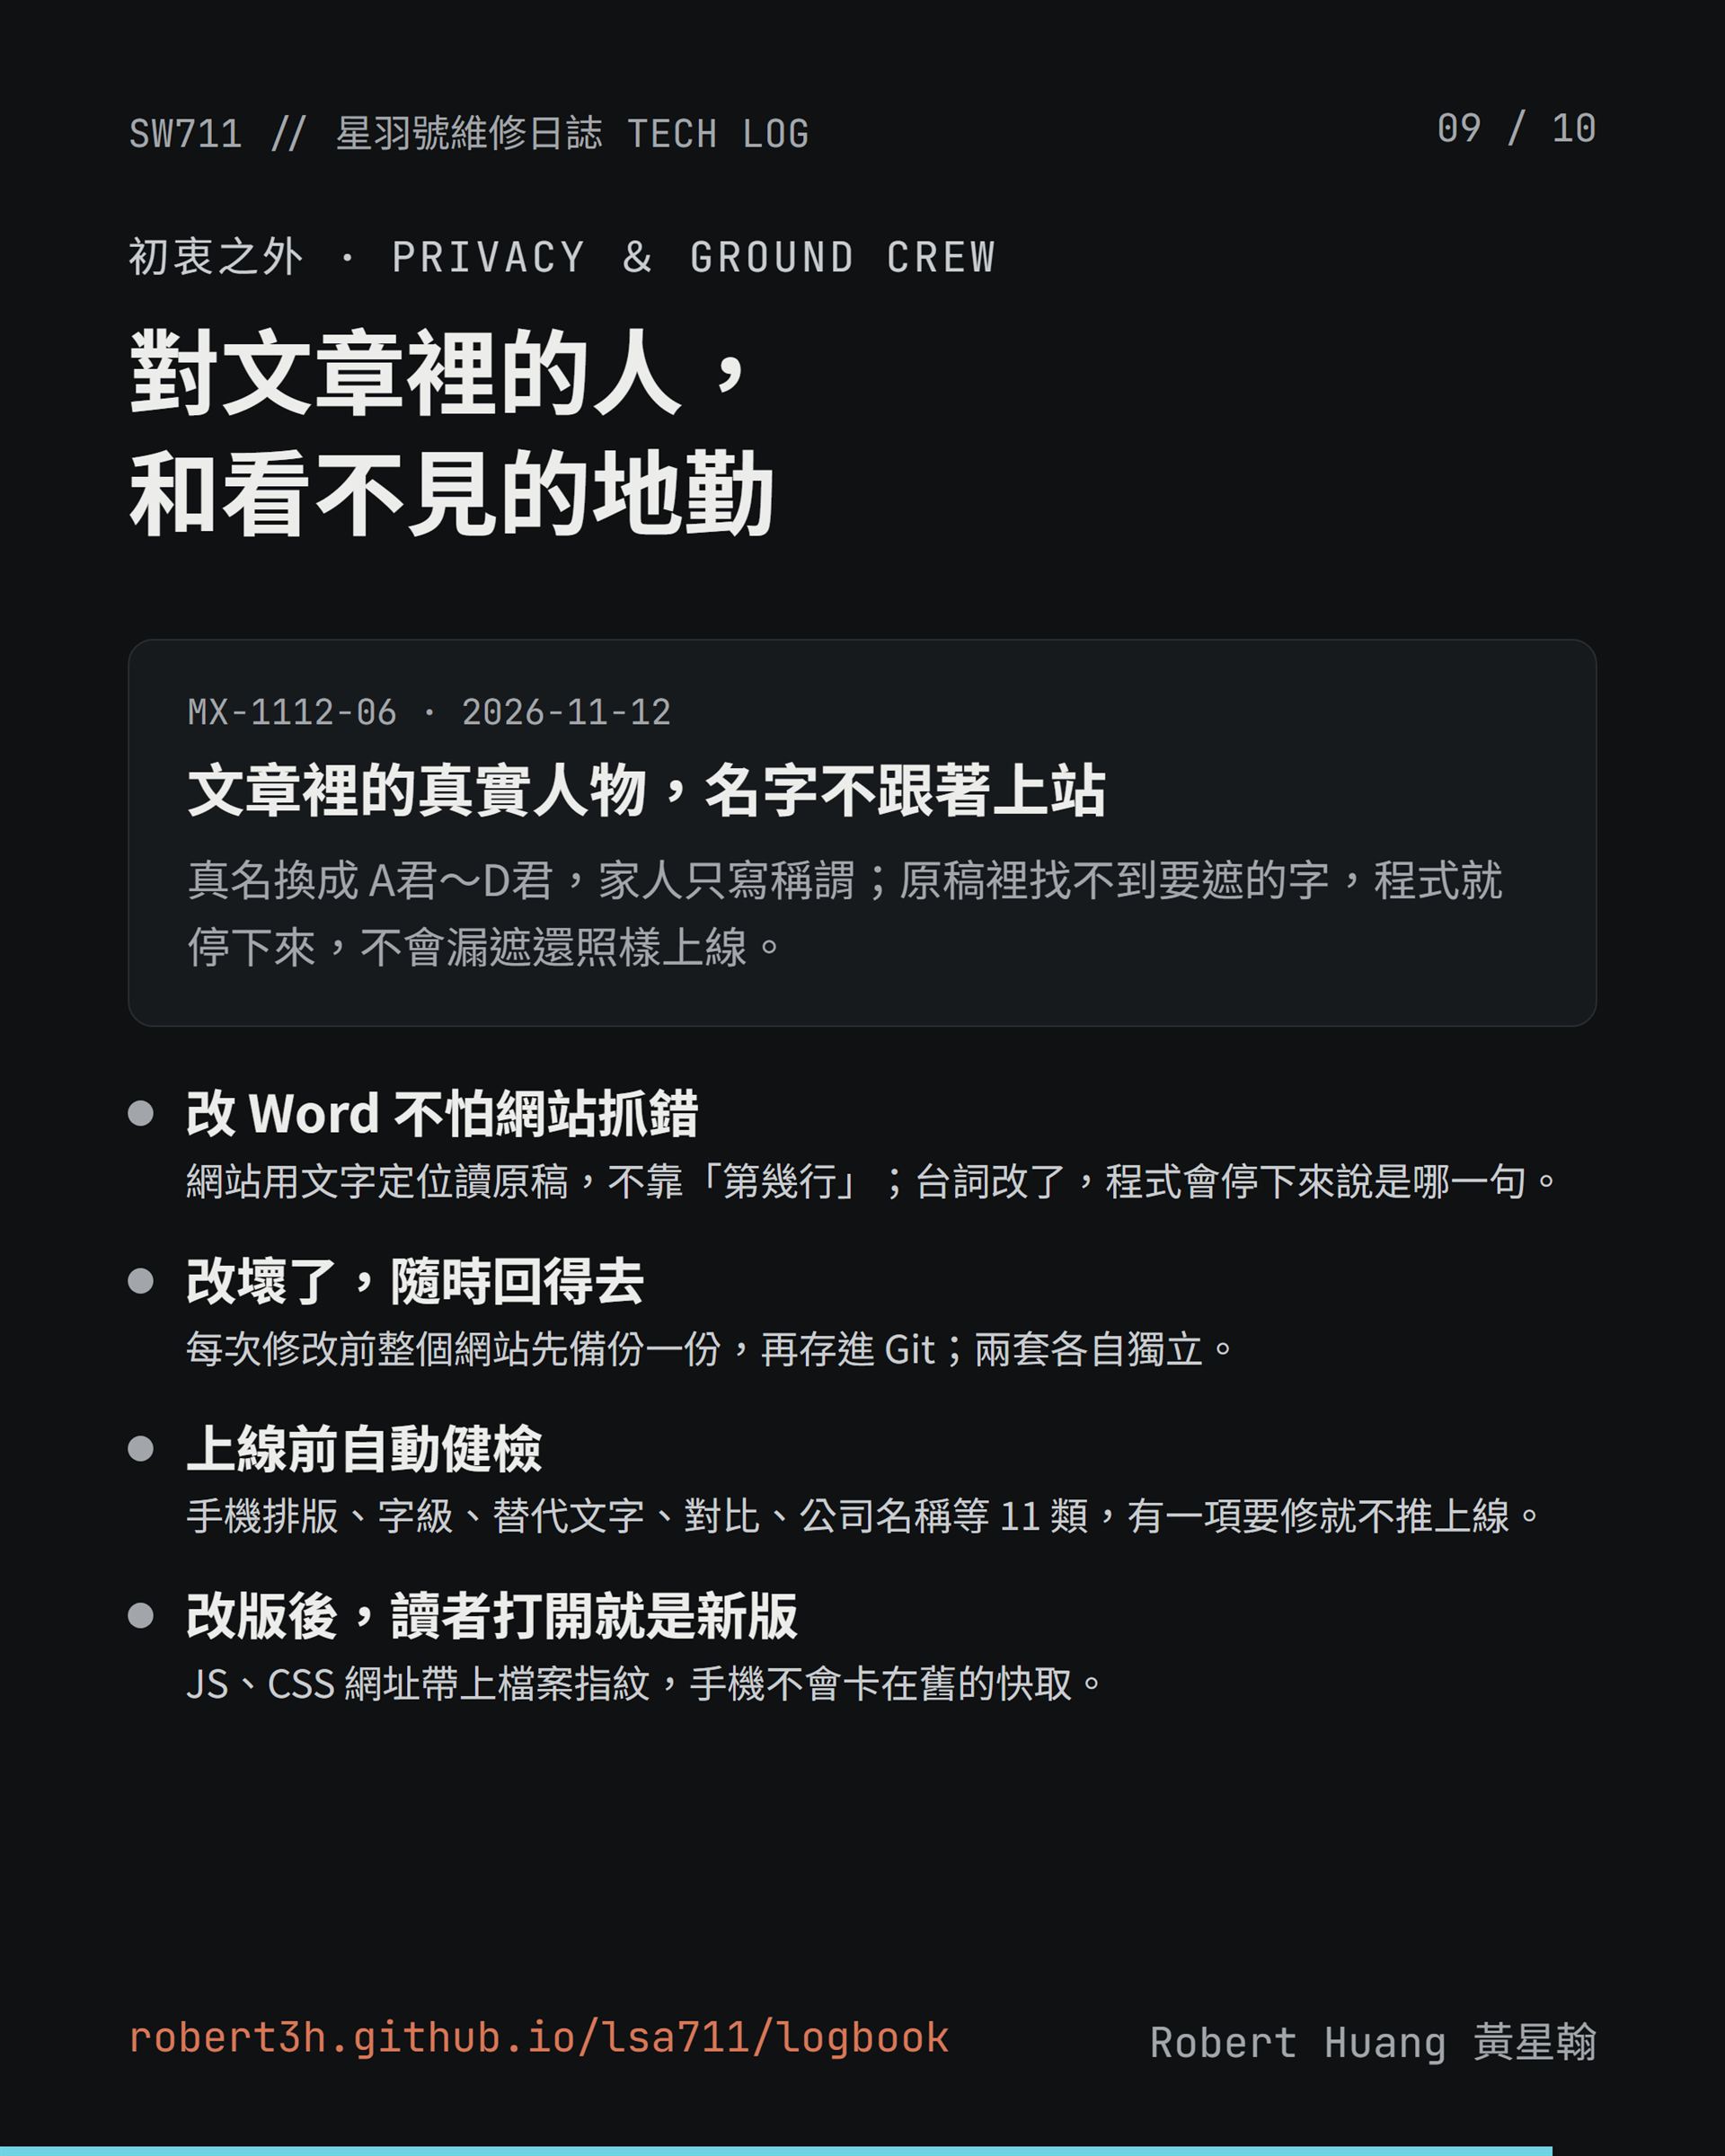 SW711 // 星羽號維修日誌 TECH LOG
09 / 10
初衷之外 · PRIVACY & GROUND CREW
對文章裡的人，
和看不見的地勤
MX-1112-06 · 2026-11-12
文章裡的真實人物，名字不跟著上站
真名換成 A君～D君，家人只寫稱謂；原稿裡找不到要遮的字，程式就
停下來，不會漏遮還照樣上線。
改 Word 不怕網站抓錯
網站用文字定位讀原稿，不靠「第幾行」；台詞改了，程式會停下來說是哪一句。
改壞了，隨時回得去
每次修改前整個網站先備份一份，再存進 Git；兩套各自獨立。
上線前自動健檢
手機排版、字級、替代文字、對比、公司名稱等 11 類，有一項要修就不推上線。
改版後，讀者打開就是新版
JS、CSS 網址帶上檔案指紋，手機不會卡在舊的快取。
robert3h.github.io/lsa711/logbook
Robert Huang 黃星翰